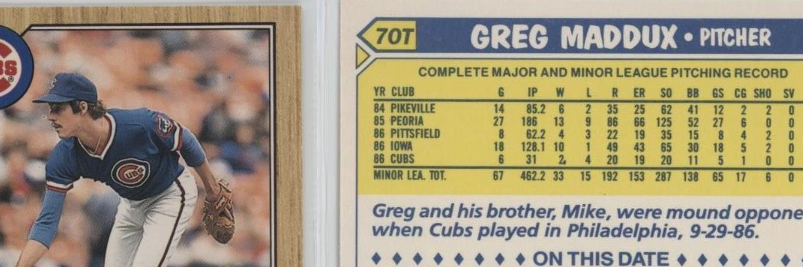 UBS
70T
GREG MADDUX • PITCHER
COMPLETE MAJOR AND MINOR LEAGUE PITCHING RECORD
YR CLUB G IP W L R ER SO BB GS CG SHO SV
84 PIKEVILLE 14 85.2 6 2 35 25 62 41 12 2 2 0
85 PEORIA 27 186 13 9 86 66 125 52 27 6 0 0
86 PITTSFIELD 8 62.2 4 3 22 19 35 15 8 4 2 0
86 IOWA 18 128.1 10 1 49 43 65 30 18 5 2 0
86 CUBS 6 31 2 4 20 19 20 11 5 1 0 0
MINOR LEA. TOT. 67 462.2 33 15 192 153 287 138 65 17 6 0
Greg and his brother, Mike, were mound oppone
when Cubs played in Philadelphia, 9-29-86.
ON THIS DATE